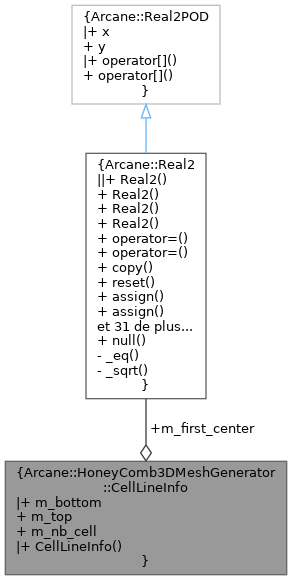 {Arcane::Real2POD
|+ x
+ y
|+ operator[]()
+ operator[]()
}
{Arcane::Real2
||+ Real2()
+ Real2()
+ Real2()
+ Real2()
+ operator=()
+ operator=()
+ copy()
+ reset()
+ assign()
+ assign()
et 31 de plus...
+ null()
- _eq()
- _sqrt()
}
+m_first_center
{Arcane::HoneyComb3DMeshGenerator
::CellLineInfo
|+ m_bottom
+ m_top
+ m_nb_cell
|+ CellLineInfo()
}